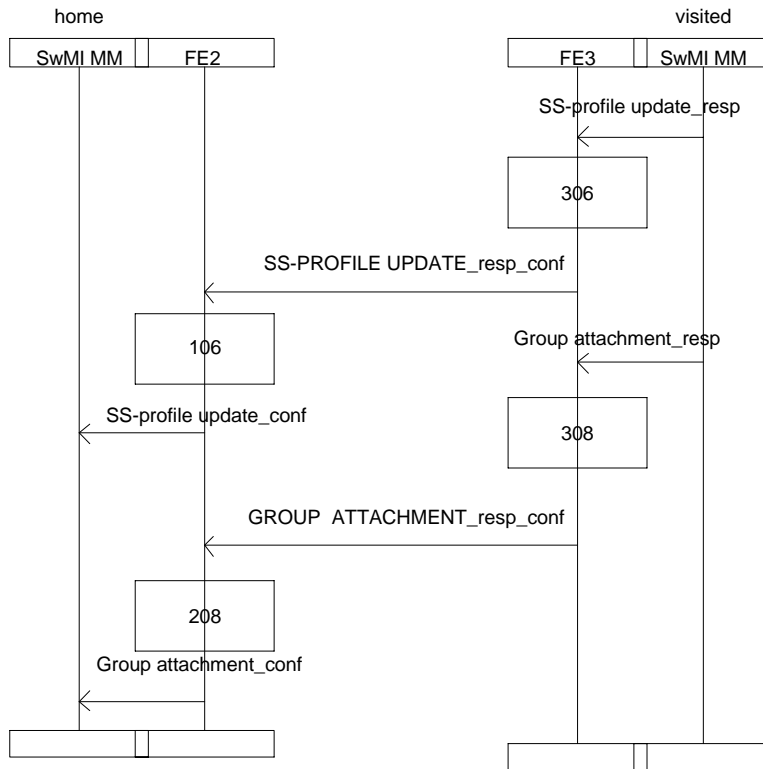 home visited
SwMI MM FE2 FE3 SwMI MM
SS-profile update_resp
306
SS-PROFILE UPDATE_resp_conf
106
Group attachment_resp
SS-profile update_conf
308
GROUP ATTACHMENT_resp_conf
208
Group attachment_conf